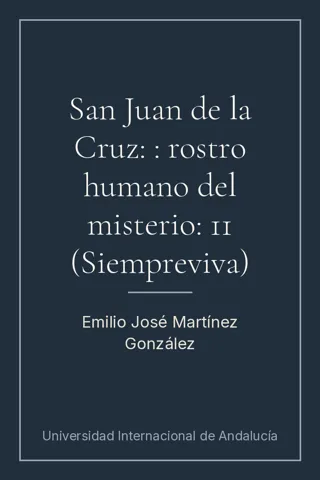 San Juan de la
Cruz: : rostro
humano del
misterio: 11
(Siempreviva)
Emilio José Martínez
González
Universidad Internacional de Andalucía